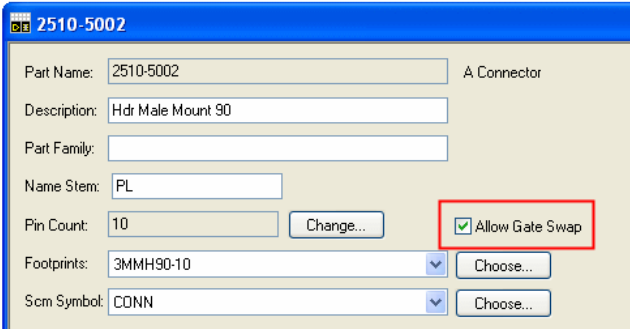 2510-5002
Part Name: 2510-5002 A Connector
Description: Hdr Male Mount 90
Part Family:
Name Stem: PL
Pin Count: 10 Change... Allow Gate Swap
Footprints: 3MMH90-10 Choose...
Scm Symbol: CONN Choose...